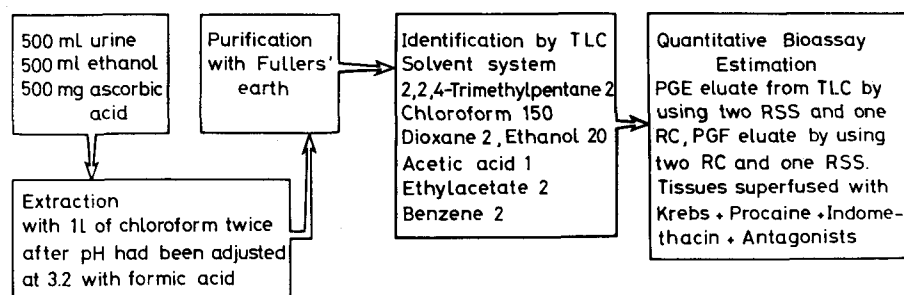 500 ml urine
500 ml ethanol
500 mg ascorbic
acid
Extraction
with 1l of chloroform twice
after pH had been adjusted
at 3.2 with formic acid
Purification
with Fullers'
earth
Identification by TLC
Solvent system
2,2,4-Trimethylpentane 2
Chloroform 150
Dioxane 2, Ethanol 20
Acetic acid 1
Ethylacetate 2
Benzene 2
Quantitative Bioassay
Estimation
PGE eluate from TLC by
using two RSS and one
RC, PGF eluate by using
two RC and one RSS.
Tissues superfused with
Krebs + Procaine + Indome-
thacin + Antagonists